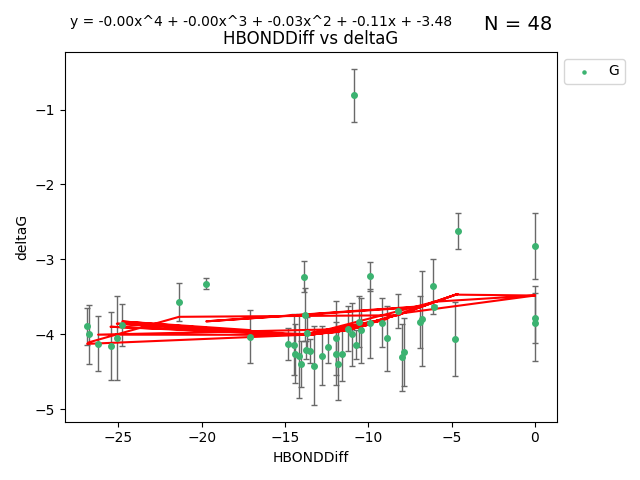 y = -0.00x^4 + -0.00x^3 + -0.03x^2 + -0.11x + -3.48
N = 48
HBONDDiff vs deltaG
G
deltaG
−1
−2
−3
−4
−5
−25
−20
−15
−10
−5
0
HBONDDiff